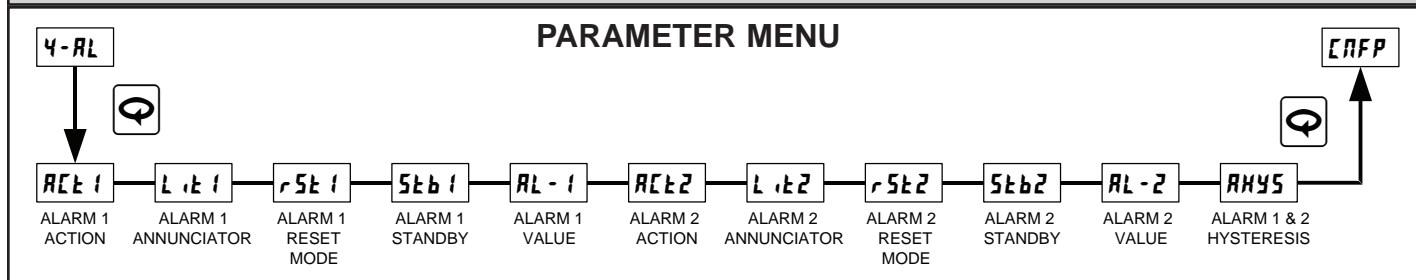 PARAMETER MENU
4-AL
CNFP
ACt1
Lit1
rSt1
Stb1
AL-1
ACt2
Lit2
rSt2
Stb2
AL-2
AHYS
ALARM 1
ACTION
ALARM 1
ANNUNCIATOR
ALARM 1
RESET
MODE
ALARM 1
STANDBY
ALARM 1
VALUE
ALARM 2
ACTION
ALARM 2
ANNUNCIATOR
ALARM 2
RESET
MODE
ALARM 2
STANDBY
ALARM 2
VALUE
ALARM 1 & 2
HYSTERESIS